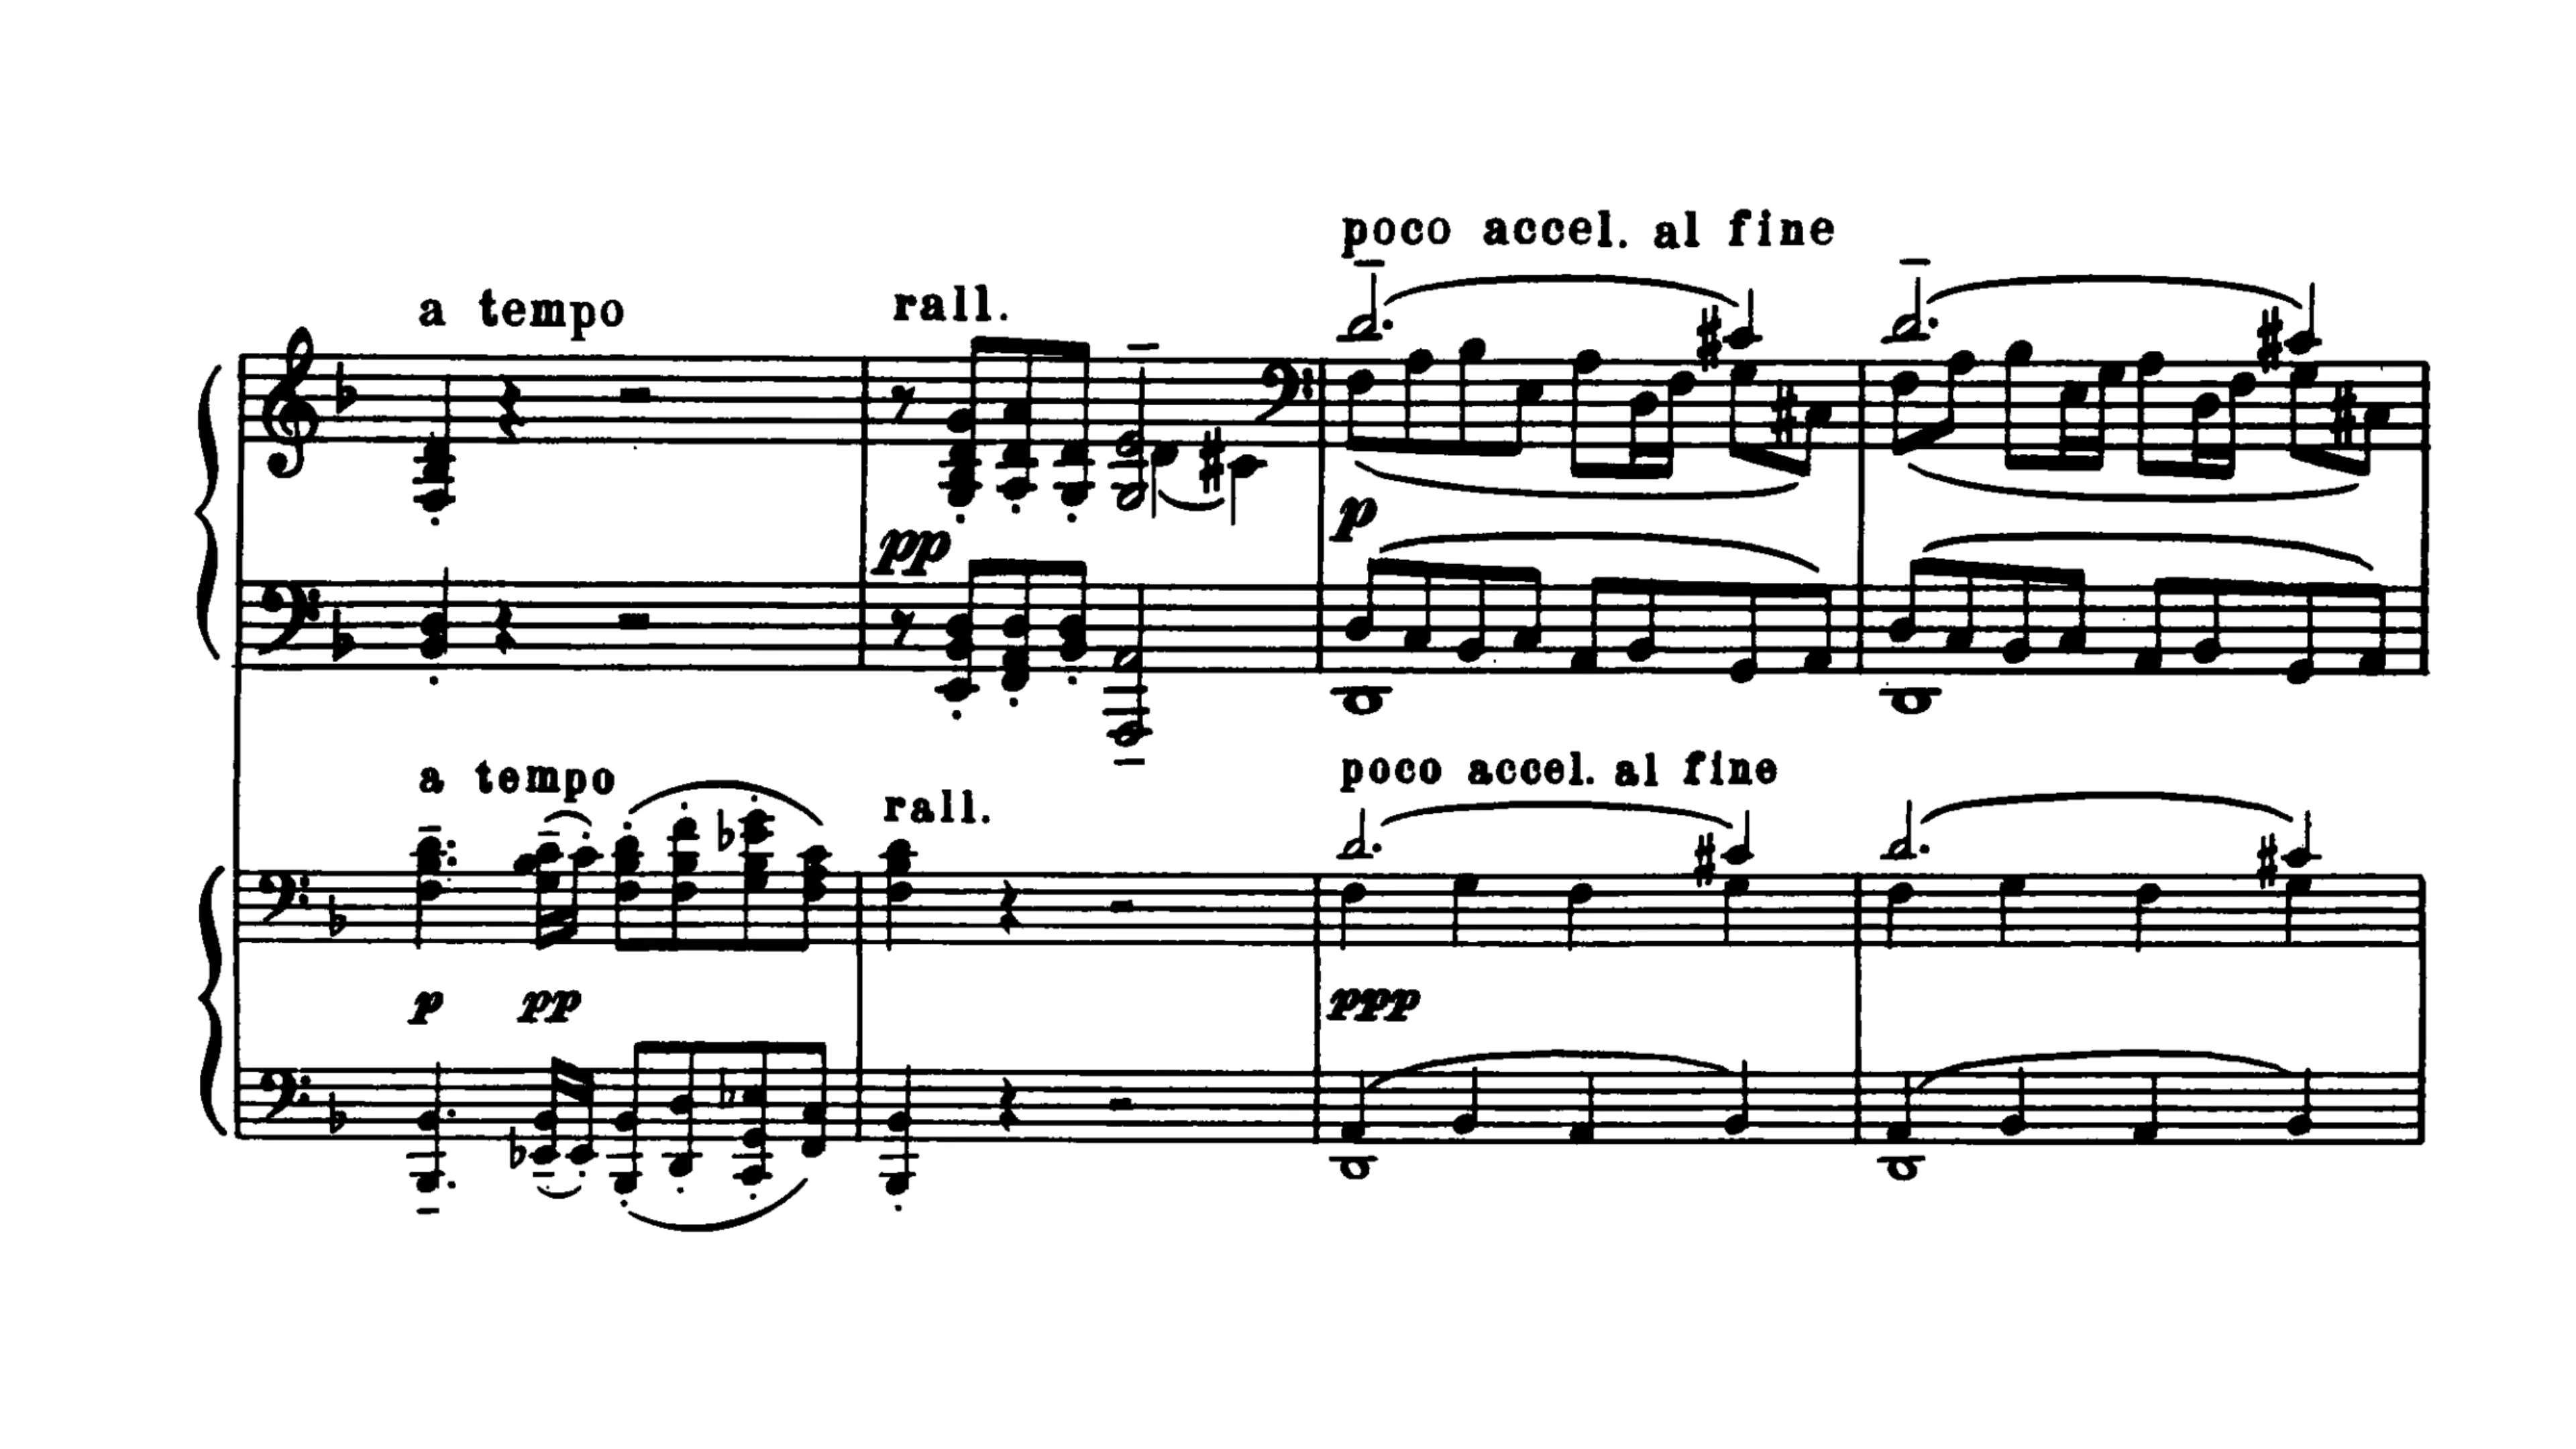 poco accel. al fine
a tempo rall.
pp p
a tempo rall. poco accel. al fine
p pp ppp